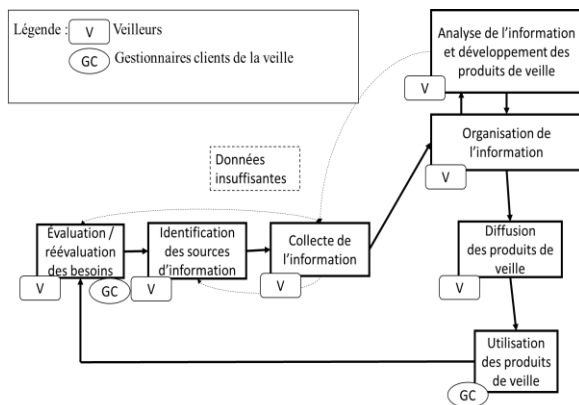 Légende : V Veilleurs
GC Gestionnaires clients de la veille
Analyse de l'information
et développement des
produits de veille
V
Organisation de
l'information
V
Données
insuffisantes
Évaluation /
réévaluation
des besoins
V
GC
Identification
des sources
d'information
V
Collecte de
l'information
V
Diffusion
des produits de
veille
V
Utilisation
des produits
de veille
GC